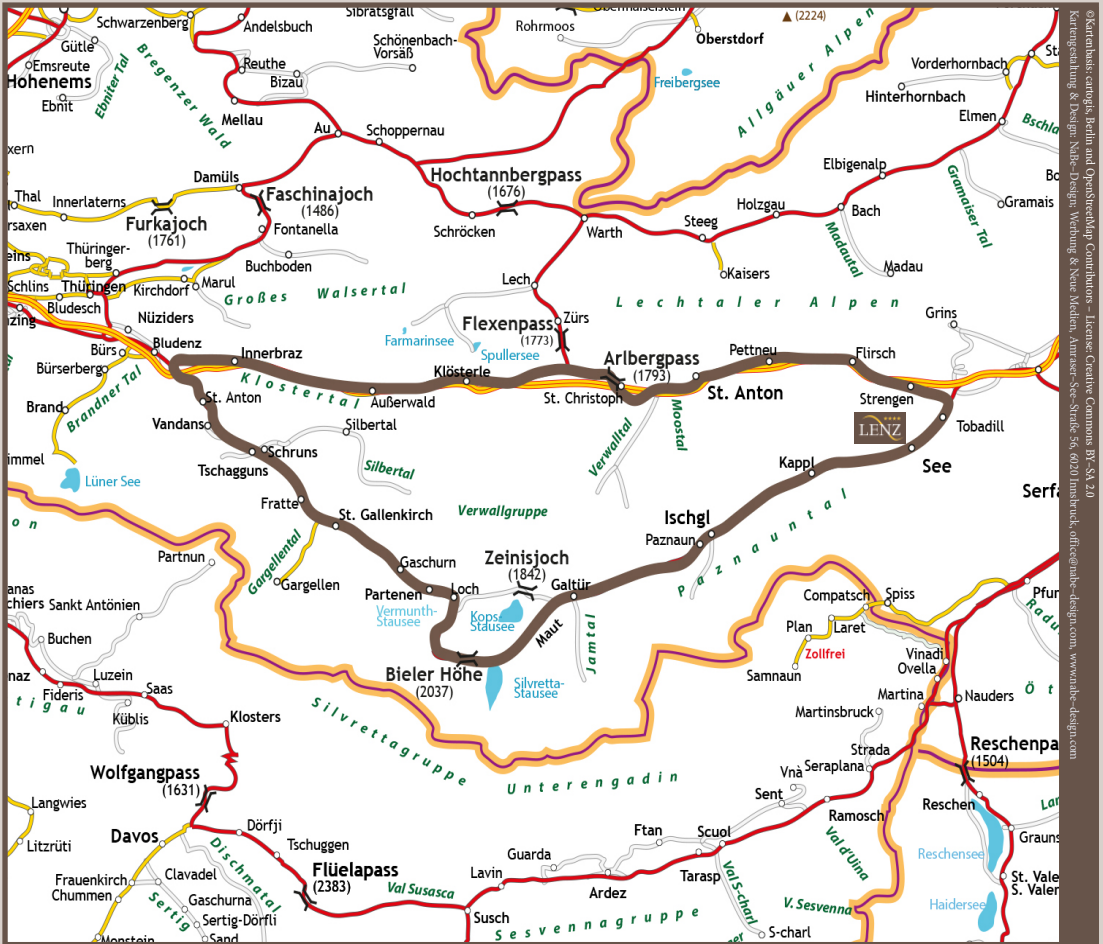 Schwarzenberg
Andelsbuch
Sibratsgfäll
Obermaiselstein
Rohrmoos
(2224)
Oberstdorf
Gütle
Emsreute
Hohenems
Ebnit
Ebniter Tal
Bregenzer Wald
Reuthe
Bizau
Schönenbach-
Vorsäß
Freibergsee
Allgäuer Alpen
Vorderhornbach
Hinterhornbach
Elmen
Mellau
Au
Schoppernau
Elbigenalp
Gramaiser Tal
Gramais
Damüls
Thal
Innerlaterns
Furkajoch
(1761)
Faschinajoch
(1486)
Fontanella
Hochtannbergpass
(1676)
Schröcken
Warth
Steeg
Holzgau
Bach
Madautal
Madau
Kaisers
Thüringer-
berg
Buchboden
Schlins
Thüringen
Kirchdorf
Marul
Bludesch
Großes Walsertal
Lech
Lechtaler Alpen
Nüziders
Bludenz
Bürs
Bürserberg
Brand
Brandner Tal
Innerbraz
Klostertal
Farmarinsee
Spullersee
Flexenpass
(1773)
Zürs
Klösterle
Außerwald
Arlbergpass
(1793)
St. Christoph
St. Anton
Pettneu
Flirsch
Grins
Strengen
LENZ
Tobadill
See
St. Anton
Vandans
Tschagguns
Schruns
Silbertal
Silbertal
Verwalltal
Moostal
Kappl
Lüner See
Fratte
St. Gallenkirch
Verwallgruppe
Ischgl
Paznaun
Paznauntal
Partnun
Gargellental
Gargellen
Gaschurn
Partenen
Loch
Zeinisjoch
(1842)
Galtür
Vermunth-
Stausee
Kops-
Stausee
Maut
Jamtal
Bieler Höhe
(2037)
Silvretta-
Stausee
Sankt Antönien
Buchen
Luzein
Fideris
Saas
Küblis
Klosters
Silvrettagruppe
Unterengadin
Compatsch
Spiss
Plan
Laret
Zollfrei
Samnaun
Vinadi
Ovella
Martina
Martinsbruck
Nauders
Strada
Seraplana
Vnà
Sent
Ramosch
Reschen
(1504)
Reschensee
Haidersee
Wolfgangpass
(1631)
Langwies
Litzrüti
Davos
Dörfji
Tschuggen
Flüelapass
(2383)
Dischmatal
Frauenkirch
Chummen
Clavadel
Gaschurna
Sertig
Sertig-Dörfli
Sand
Monstein
Val Susasca
Susch
Lavin
Guarda
Ardez
Ftan
Scuol
Tarasp
Val S-charl
Val d'Uina
V. Sesvenna
S-charl
Sesvennagruppe
©Kartenbasis: cartogis, Berlin and OpenStreetMap Contributors – License: Creative Commons BY–SA 2.0
Kartengestaltung & Design: NaBe–Design; Werbung & Neue Medien, Amraser–See–Straße 56, 6020 Innsbruck, office@nabe–design.com, www.nabe–design.com